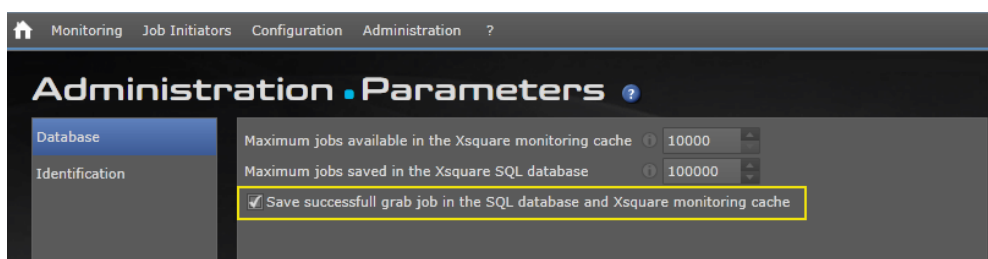 Monitoring Job Initiators Configuration Administration ?
Administration.Parameters ?
Database
Identification
Maximum jobs available in the Xsquare monitoring cache i 10000
Maximum jobs saved in the Xsquare SQL database i 100000
Save successfull grab job in the SQL database and Xsquare monitoring cache